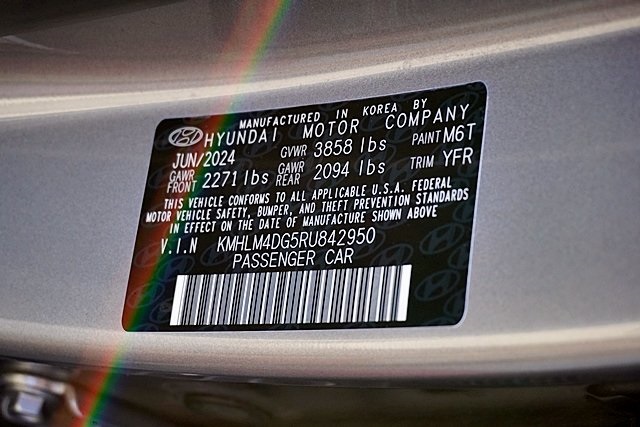 MANUFACTURED IN KOREA BY
HYUNDAI MOTOR COMPANY
JUN/2024 GVWR 3858 lbs PAINT M6T
GAWR FRONT 2271 lbs GAWR REAR 2094 lbs TRIM YFR
THIS VEHICLE CONFORMS TO ALL APPLICABLE U.S.A. FEDERAL
MOTOR VEHICLE SAFETY, BUMPER, AND THEFT PREVENTION STANDARDS
IN EFFECT ON THE DATE OF MANUFACTURE SHOWN ABOVE
V.I.N KMHLM4DG5RU842950
PASSENGER CAR